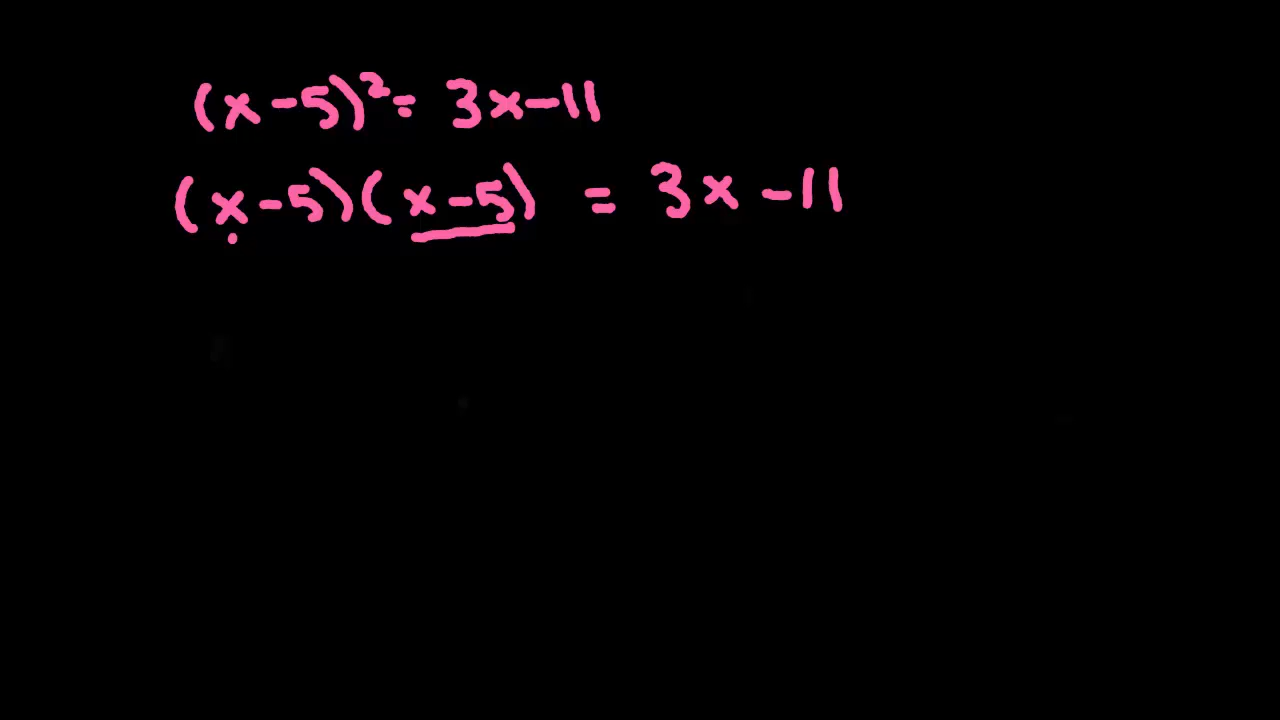 (x-5)²= 3x-11
(x-5)(x-5) = 3x-11